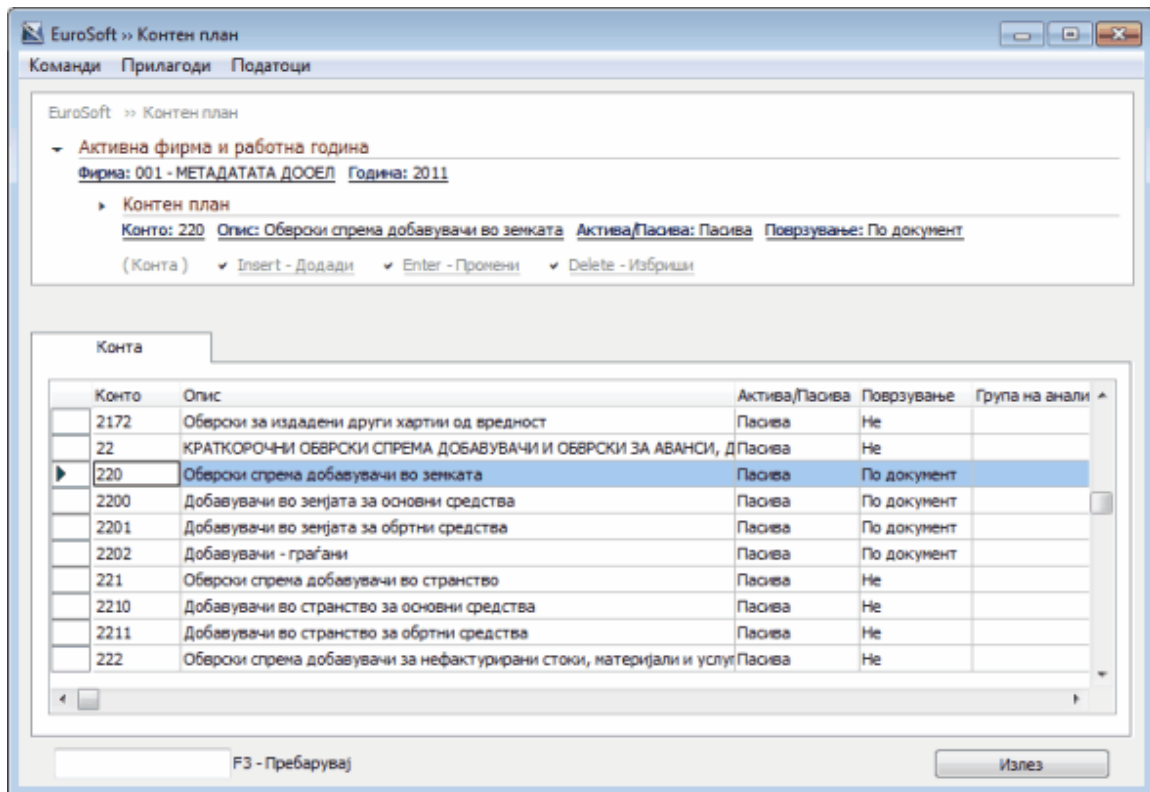 EuroSoft » Контен план
Команди Прилагоди Податоци
EuroSoft » Контен план
Активна фирма и работна година
Фирма: 001 - МЕТАДАТАТА ДООЕЛ Година: 2011
Контен план
Конто: 220 Опис: Обврски спрема добавувачи во земката Актива/Пасива: Пасива Поврзување: По документ
(Конта) Insert - Додади Enter - Промени Delete - Избриши
Конта
Конто Опис Актива/Пасива Поврзување Група на анали
2172 Обврски за издадени други хартии од вредност Пасива Не
22 КРАТКОРОЧНИ ОБВРСКИ СПРЕМА ДОБАВУВАЧИ И ОБВРСКИ ЗА АВАНСИ, Д Пасива Не
220 Обврски спрема добавувачи во земката Пасива По документ
2200 Добавувачи во земјата за основни средства Пасива По документ
2201 Добавувачи во земјата за обртни средства Пасива По документ
2202 Добавувачи - граѓани Пасива По документ
221 Обврски спрема добавувачи во странство Пасива Не
2210 Добавувачи во странство за основни средства Пасива Не
2211 Добавувачи во странство за обртни средства Пасива Не
222 Обврски спрема добавувачи за нефактурирани стоки, материјали и услуг Пасива Не
F3 - Пребарувај Излез